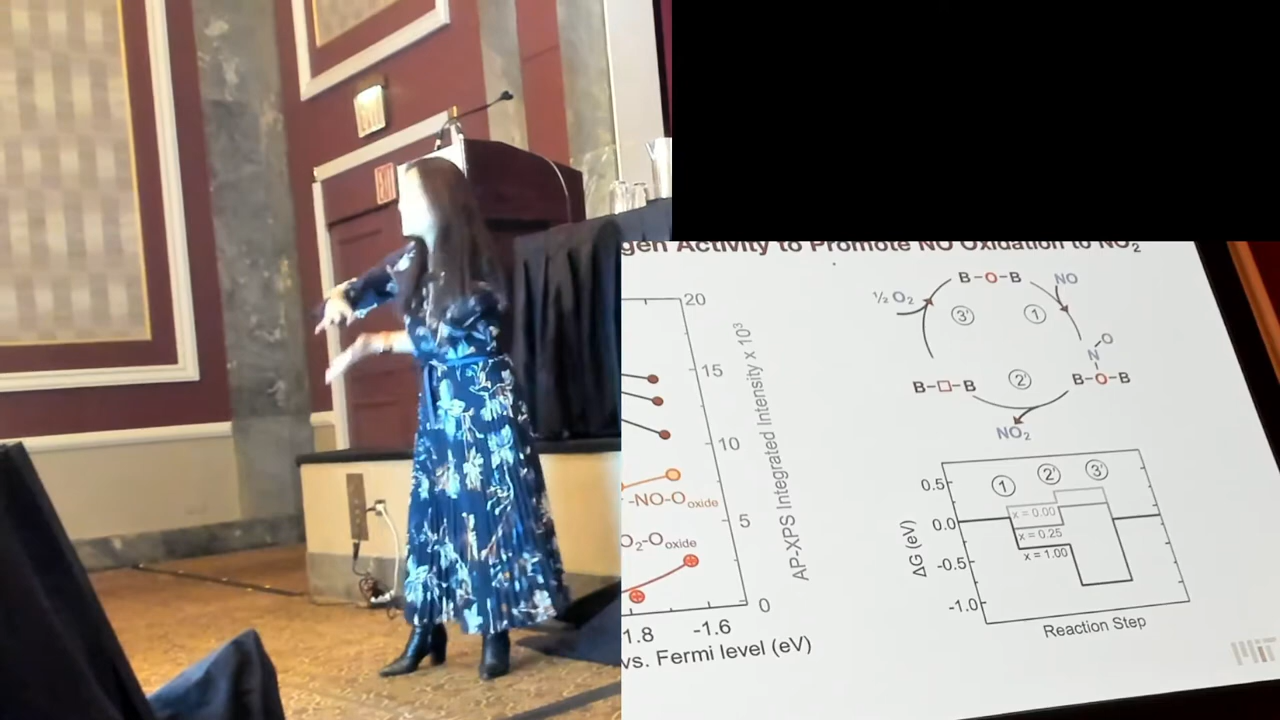 EXIT
gen Activity to Promote NO Oxidation to NO₂
B-O-B
NO
½ O₂
3'
1
N-O
B-□-B
2'
B-O-B
NO₂
20
15
10
5
0
AP-XPS Integrated Intensity x 10³
-NO-Ooxide
O₂-Ooxide
1.8
-1.6
vs. Fermi level (eV)
0.5
0.0
-0.5
-1.0
ΔG (eV)
1
2'
3'
x = 0.00
x = 0.25
x = 1.00
Reaction Step
MIT